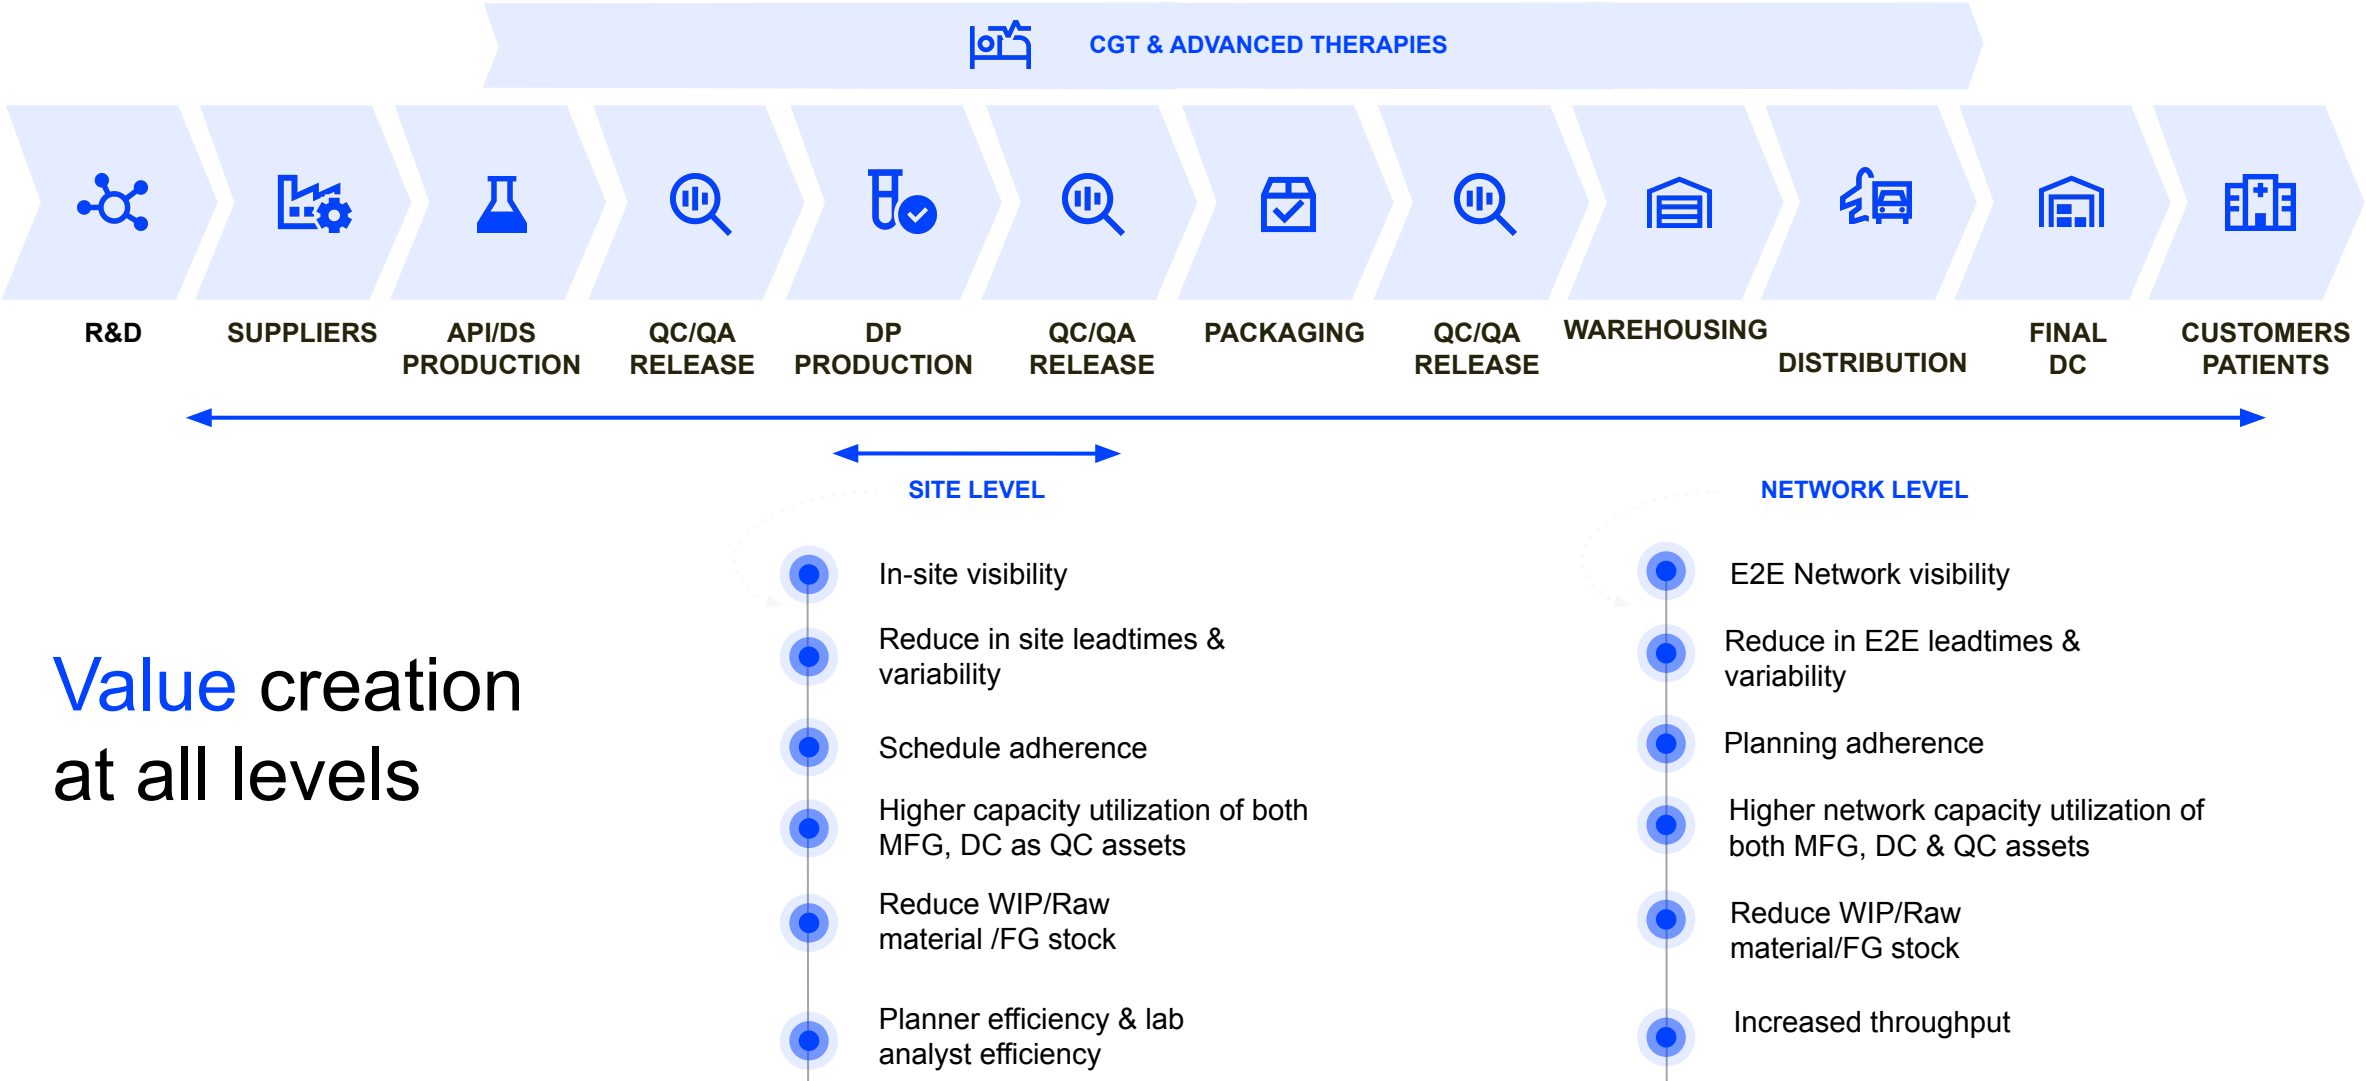 CGT & ADVANCED THERAPIES
R&D
SUPPLIERS
API/DS
PRODUCTION
QC/QA
RELEASE
DP
PRODUCTION
QC/QA
RELEASE
PACKAGING
QC/QA
RELEASE
WAREHOUSING
DISTRIBUTION
FINAL
DC
CUSTOMERS
PATIENTS
Value creation
at all levels
SITE LEVEL
In-site visibility
Reduce in site leadtimes &
variability
Schedule adherence
Higher capacity utilization of both
MFG, DC as QC assets
Reduce WIP/Raw
material /FG stock
Planner efficiency & lab
analyst efficiency
NETWORK LEVEL
E2E Network visibility
Reduce in E2E leadtimes &
variability
Planning adherence
Higher network capacity utilization of
both MFG, DC & QC assets
Reduce WIP/Raw
material/FG stock
Increased throughput